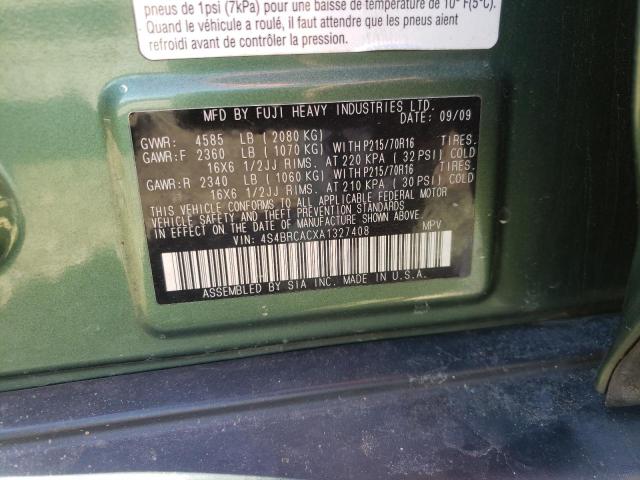 pneus de 1psi (7kPa) pour une baisse de température de 10° F(5°C).
Quand le véhicule a roulé, il faut attendre que les pneus aient
refroidi avant de contrôler la pression.
MFD BY FUJI HEAVY INDUSTRIES LTD.
DATE: 09/09
GVWR: 4585 LB ( 2080 KG)
GAWR:F 2360 LB ( 1070 KG) WITH P215/70R16 TIRES.
16X6 1/2JJ RIMS. AT 220 KPA ( 32 PSI) COLD
GAWR:R 2340 LB ( 1060 KG) WITH P215/70R16 TIRES.
16X6 1/2JJ RIMS. AT 210 KPA ( 30 PSI) COLD
THIS VEHICLE CONFORMS TO ALL APPLICABLE FEDERAL MOTOR
VEHICLE SAFETY AND THEFT PREVENTION STANDARDS
IN EFFECT ON THE DATE OF MANUFACTURE SHOWN ABOVE.
VIN: 4S4BRCACXA1327408 MPV
ASSEMBLED BY SIA INC. MADE IN U.S.A.